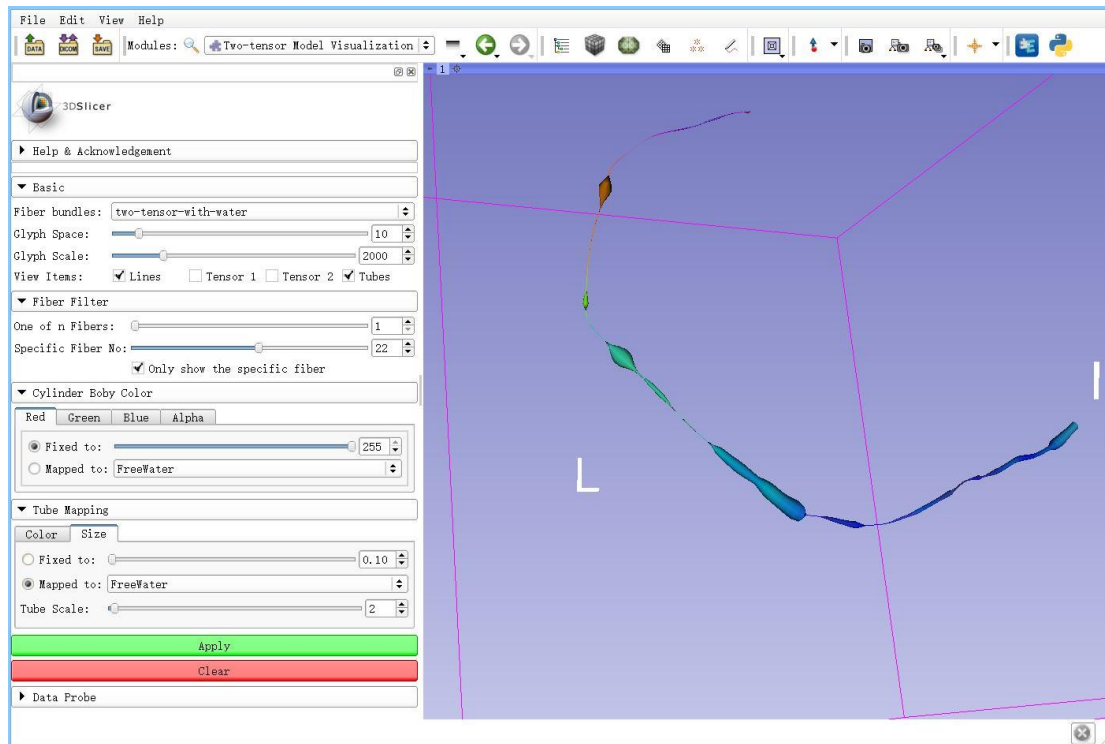 File Edit View Help
DATA DICOM SAVE Modules: Two-tensor Model Visualization
1
3DSlicer
Help & Acknowledgement
Basic
Fiber bundles: two-tensor-with-water
Glyph Space: 10
Glyph Scale: 2000
View Items: Lines Tensor 1 Tensor 2 Tubes
Fiber Filter
One of n Fibers: 1
Specific Fiber No: 22
Only show the specific fiber
Cylinder Boby Color
Red Green Blue Alpha
Fixed to: 255
Mapped to: FreeWater
Tube Mapping
Color Size
Fixed to: 0.10
Mapped to: FreeWater
Tube Scale: 2
Apply
Clear
Data Probe
L
I